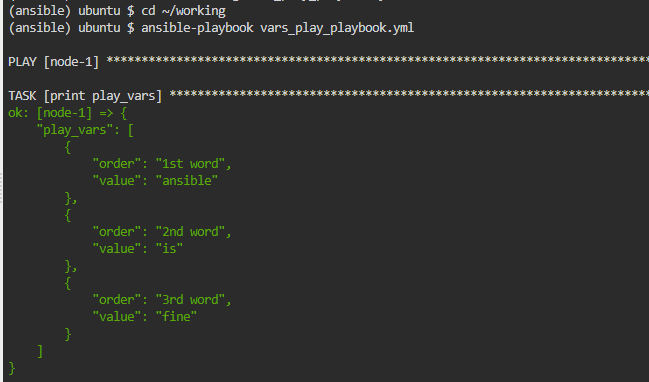 (ansible) ubuntu $ cd ~/working
(ansible) ubuntu $ ansible-playbook vars_play_playbook.yml
PLAY [node-1] ******************************************************************************
TASK [print play_vars] *********************************************************************
ok: [node-1] => {
    "play_vars": [
        {
            "order": "1st word",
            "value": "ansible"
        },
        {
            "order": "2nd word",
            "value": "is"
        },
        {
            "order": "3rd word",
            "value": "fine"
        }
    ]
}